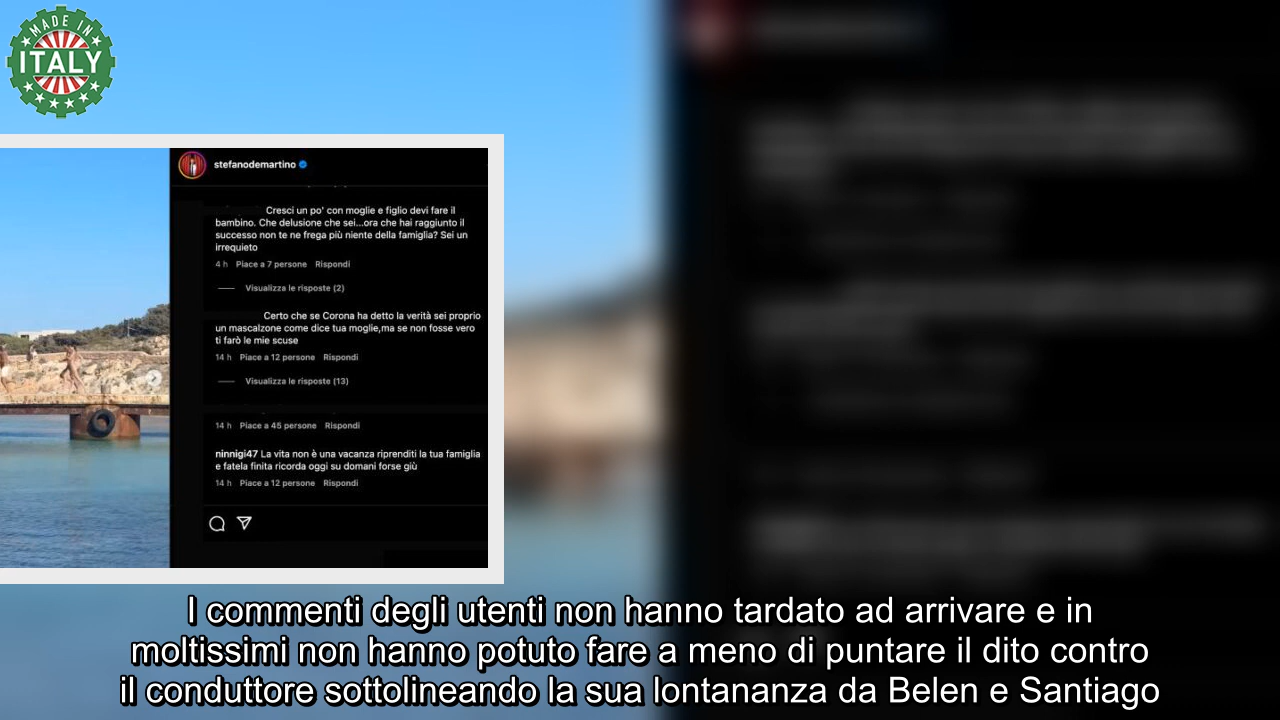 MADE IN
ITALY
stefanodemartino
Cresci un po' con moglie e figlio devi fare il
bambino. Che delusione che sei...ora che hai raggiunto il
successo non te ne frega più niente della famiglia? Sei un
irrequieto
4 h Piace a 7 persone Rispondi
Visualizza le risposte (2)
Certo che se Corona ha detto la verità sei proprio
un mascalzone come dice tua moglie,ma se non fosse vero
ti farò le mie scuse
14 h Piace a 12 persone Rispondi
Visualizza le risposte (13)
14 h Piace a 45 persone Rispondi
ninnigi47 La vita non è una vacanza riprenditi la tua famiglia
e fatela finita ricorda oggi su domani forse giù
14 h Piace a 12 persone Rispondi
I commenti degli utenti non hanno tardato ad arrivare e in
moltissimi non hanno potuto fare a meno di puntare il dito contro
il conduttore sottolineando la sua lontananza da Belen e Santiago